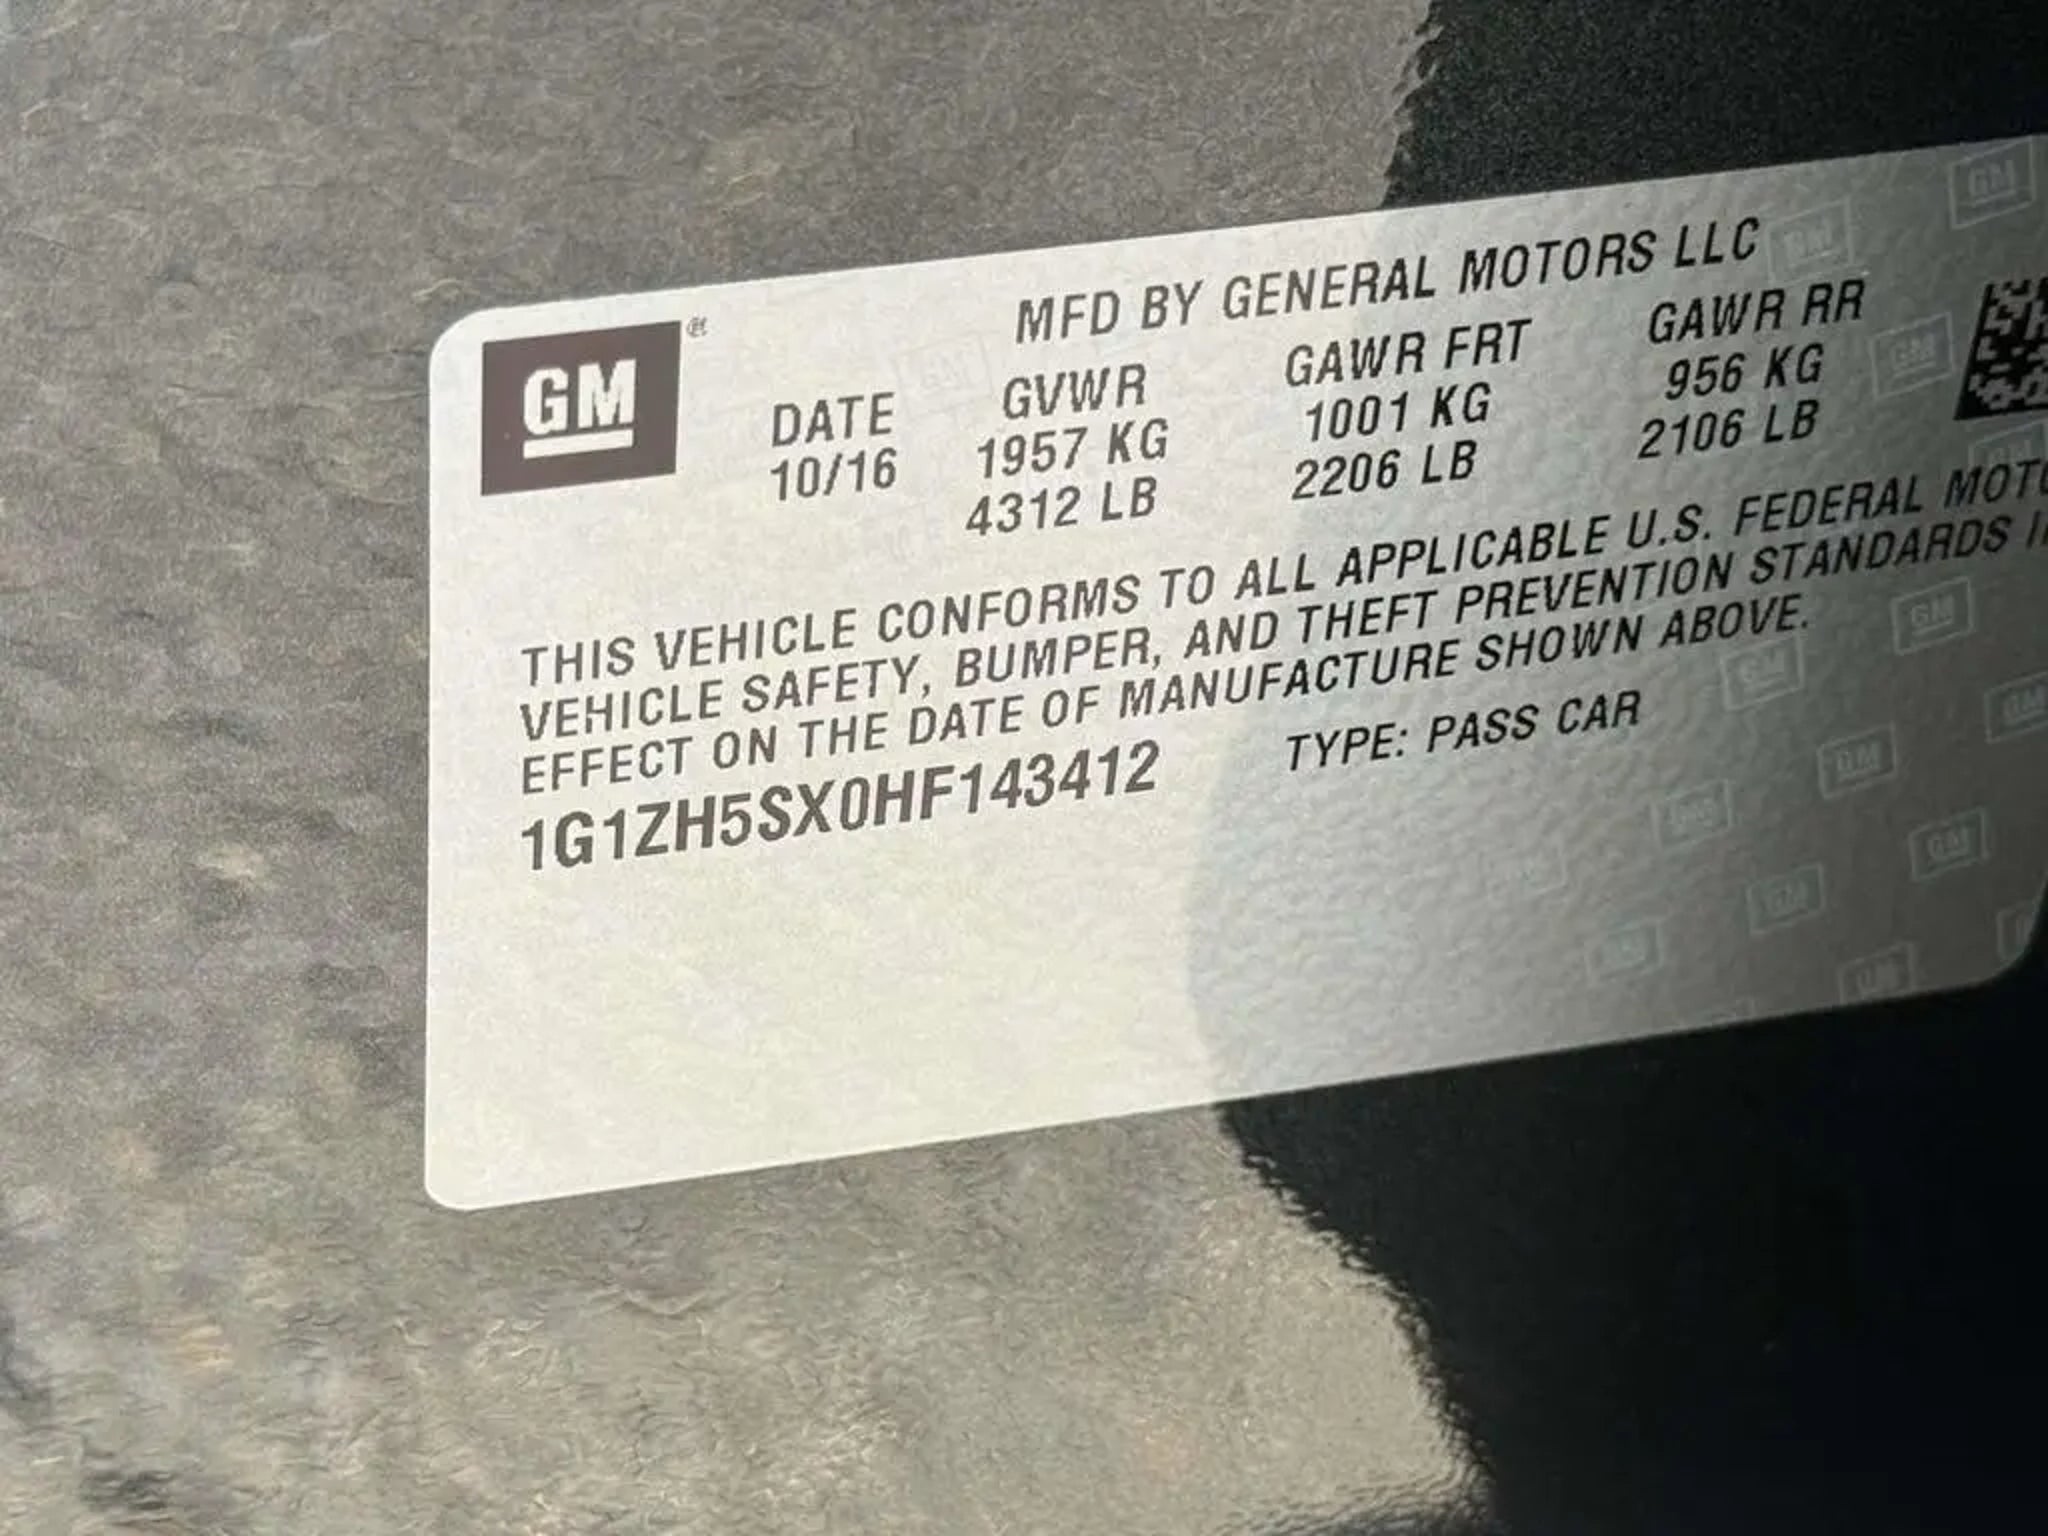 GM
MFD BY GENERAL MOTORS LLC
DATE GVWR GAWR FRT GAWR RR
10/16 1957 KG 1001 KG 956 KG
4312 LB 2206 LB 2106 LB
THIS VEHICLE CONFORMS TO ALL APPLICABLE U.S. FEDERAL MOTO
VEHICLE SAFETY, BUMPER, AND THEFT PREVENTION STANDARDS I
EFFECT ON THE DATE OF MANUFACTURE SHOWN ABOVE.
1G1ZH5SX0HF143412 TYPE: PASS CAR